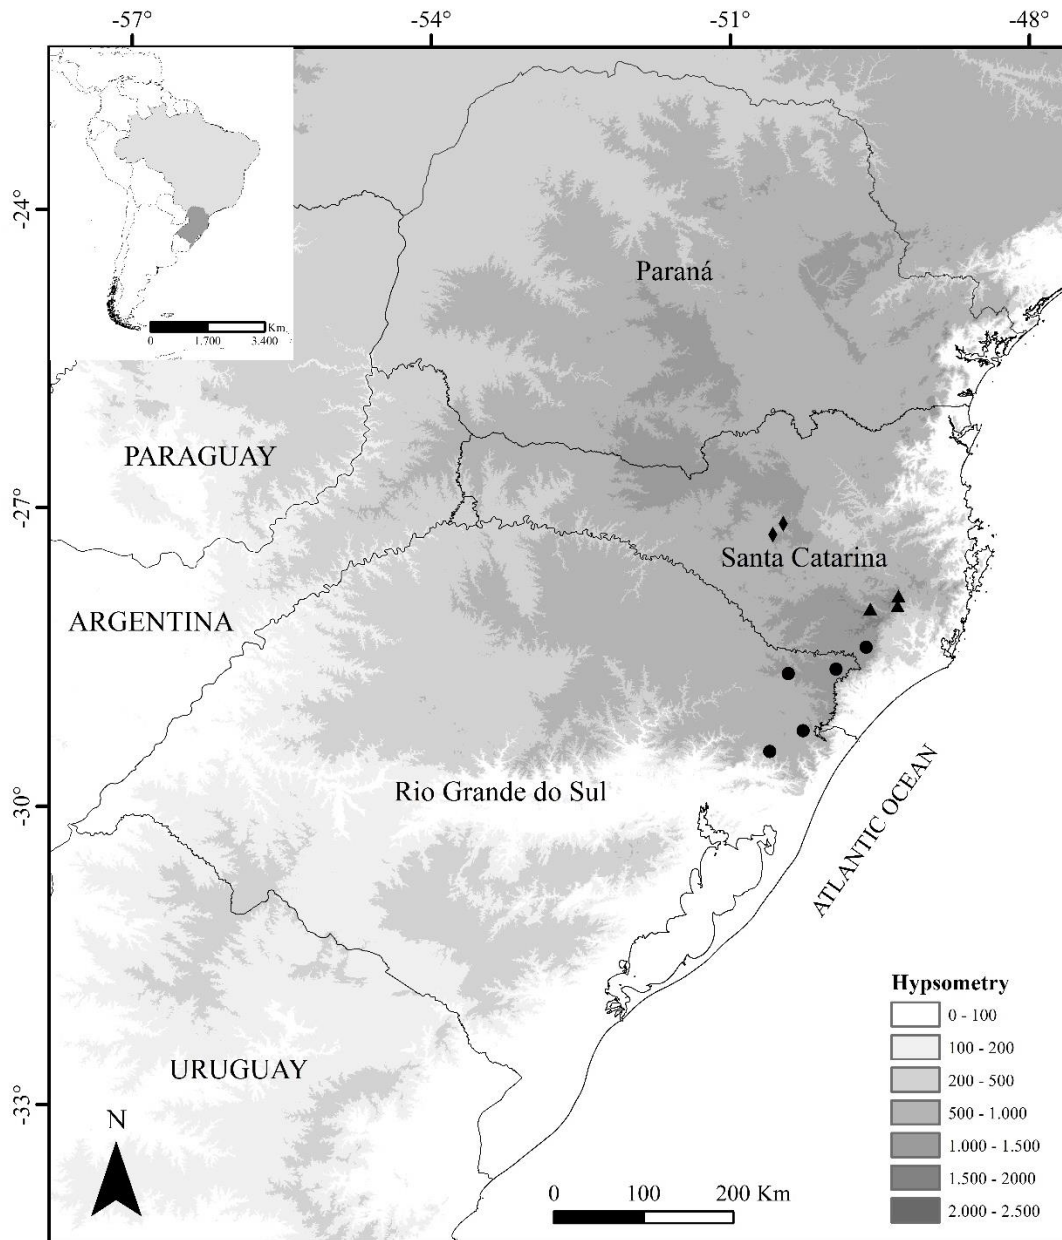 -57° -54° -51° -48°
Km
0 1.700 3.400
-24°
Paraná
PARAGUAY
-27°
Santa Catarina
ARGENTINA
Rio Grande do Sul
-30°
ATLANTIC OCEAN
Hypsometry
0 - 100
100 - 200
200 - 500
500 - 1.000
1.000 - 1.500
1.500 - 2000
2.000 - 2.500
URUGUAY
-33°
N
0 100 200 Km